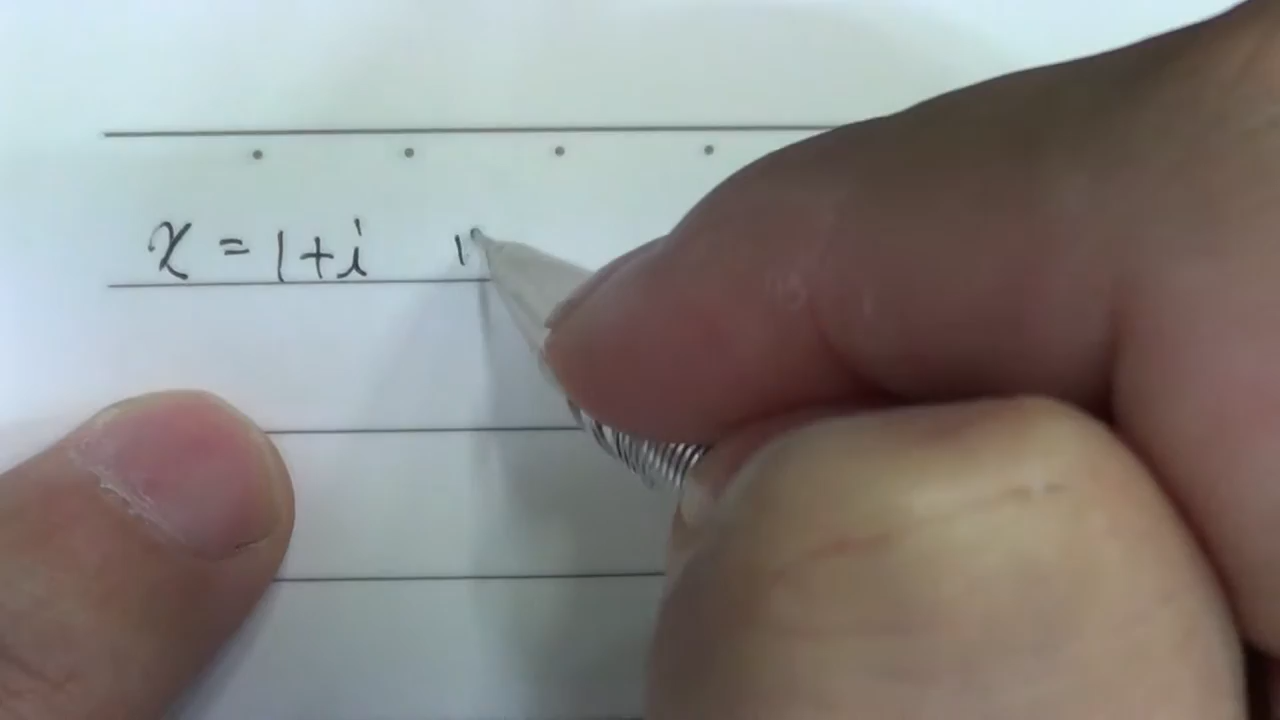 x = 1+i